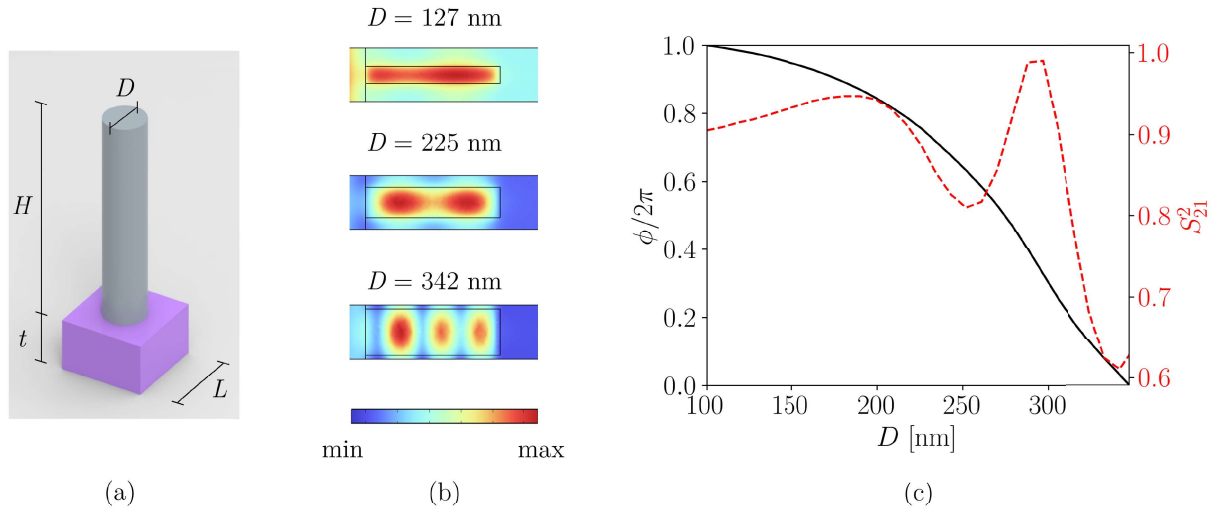 D
H
t
L
(a)
D = 127 nm
D = 225 nm
D = 342 nm
min max
(b)
1.0
0.8
0.6
0.4
0.2
0.0
ϕ/2π
100 150 200 250 300
D [nm]
1.0
0.9
0.8
0.7
0.6
S²₂₁
(c)